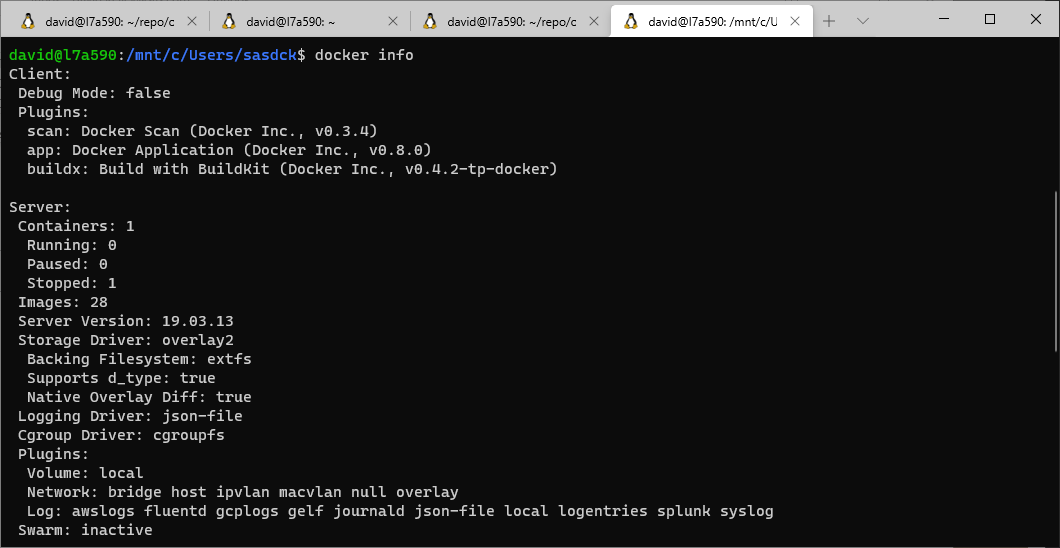 david@l7a590: ~/repo/c
david@l7a590: ~
david@l7a590: ~/repo/c
david@l7a590: /mnt/c/U
david@l7a590:/mnt/c/Users/sasdck$ docker info
Client:
 Debug Mode: false
 Plugins:
  scan: Docker Scan (Docker Inc., v0.3.4)
  app: Docker Application (Docker Inc., v0.8.0)
  buildx: Build with BuildKit (Docker Inc., v0.4.2-tp-docker)

Server:
 Containers: 1
  Running: 0
  Paused: 0
  Stopped: 1
 Images: 28
 Server Version: 19.03.13
 Storage Driver: overlay2
  Backing Filesystem: extfs
  Supports d_type: true
  Native Overlay Diff: true
 Logging Driver: json-file
 Cgroup Driver: cgroupfs
 Plugins:
  Volume: local
  Network: bridge host ipvlan macvlan null overlay
  Log: awslogs fluentd gcplogs gelf journald json-file local logentries splunk syslog
 Swarm: inactive